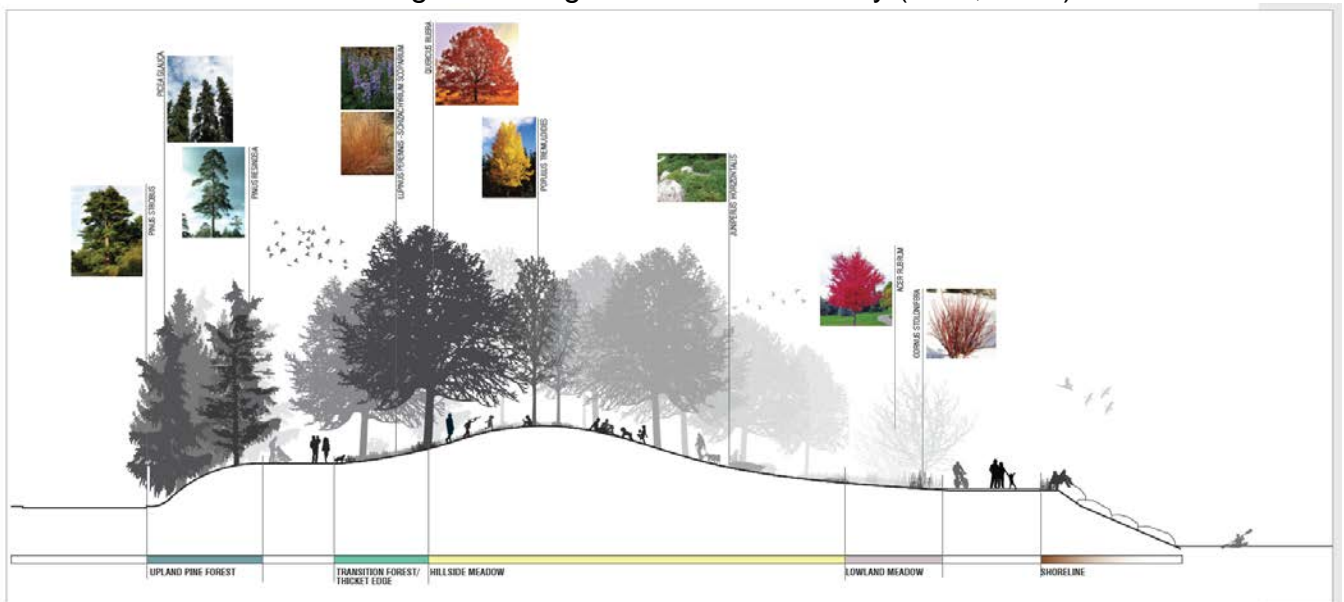 PICEA GLAUCA
PINUS STROBUS
PINUS RESINOSA
LUPINUS PERENNIS - SCHIZACHYRIUM SCOPARIUM
QUERCUS RUBRA
POPULUS TREMULOIDES
JUNIPERUS HORIZONTALIS
ACER RUBRUM
CORNUS STOLONIFERA
UPLAND PINE FOREST
TRANSITION FOREST/
THICKET EDGE
HILLSIDE MEADOW
LOWLAND MEADOW
SHORELINE